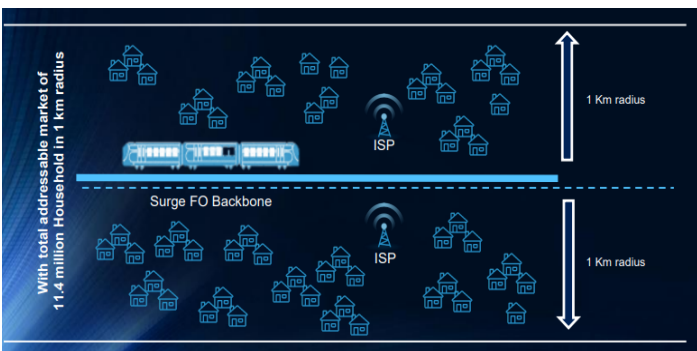 With total addressable market of
11.4 million Household in 1 km radius
1 Km radius
ISP
Surge FO Backbone
ISP
1 Km radius